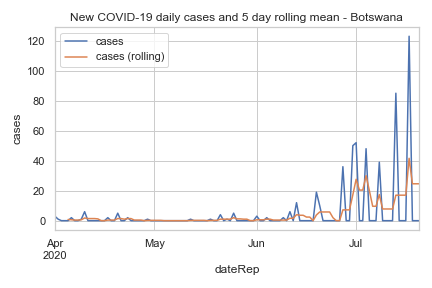 New COVID-19 daily cases and 5 day rolling mean - Botswana
cases
cases (rolling)
120
100
80
60
40
20
0
cases
Apr May Jun Jul
2020
dateRep